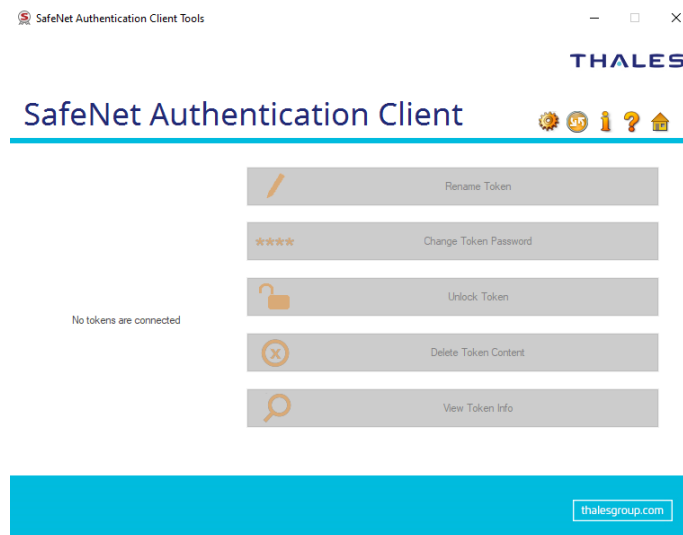 SafeNet Authentication Client Tools
THALES
SafeNet Authentication Client
Rename Token
**** Change Token Password
Unlock Token
No tokens are connected
Delete Token Content
View Token Info
thalesgroup.com